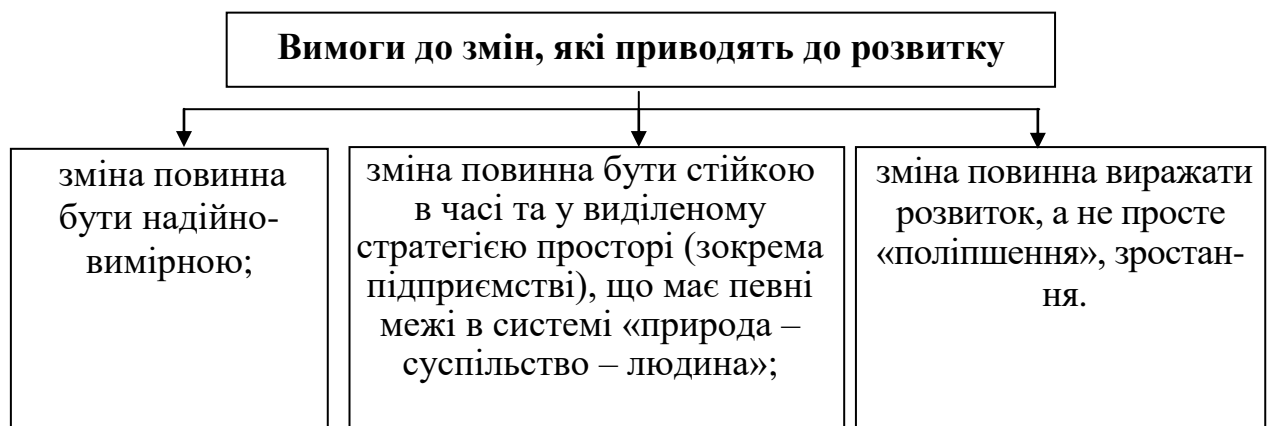 Вимоги до змін, які приводять до розвитку
зміна повинна
бути надійно-
вимірною;
зміна повинна бути стійкою
в часі та у виділеному
стратегією просторі (зокрема
підприємстві), що має певні
межі в системі «природа –
суспільство – людина»;
зміна повинна виражати
розвиток, а не просте
«поліпшення», зростан-
ня.